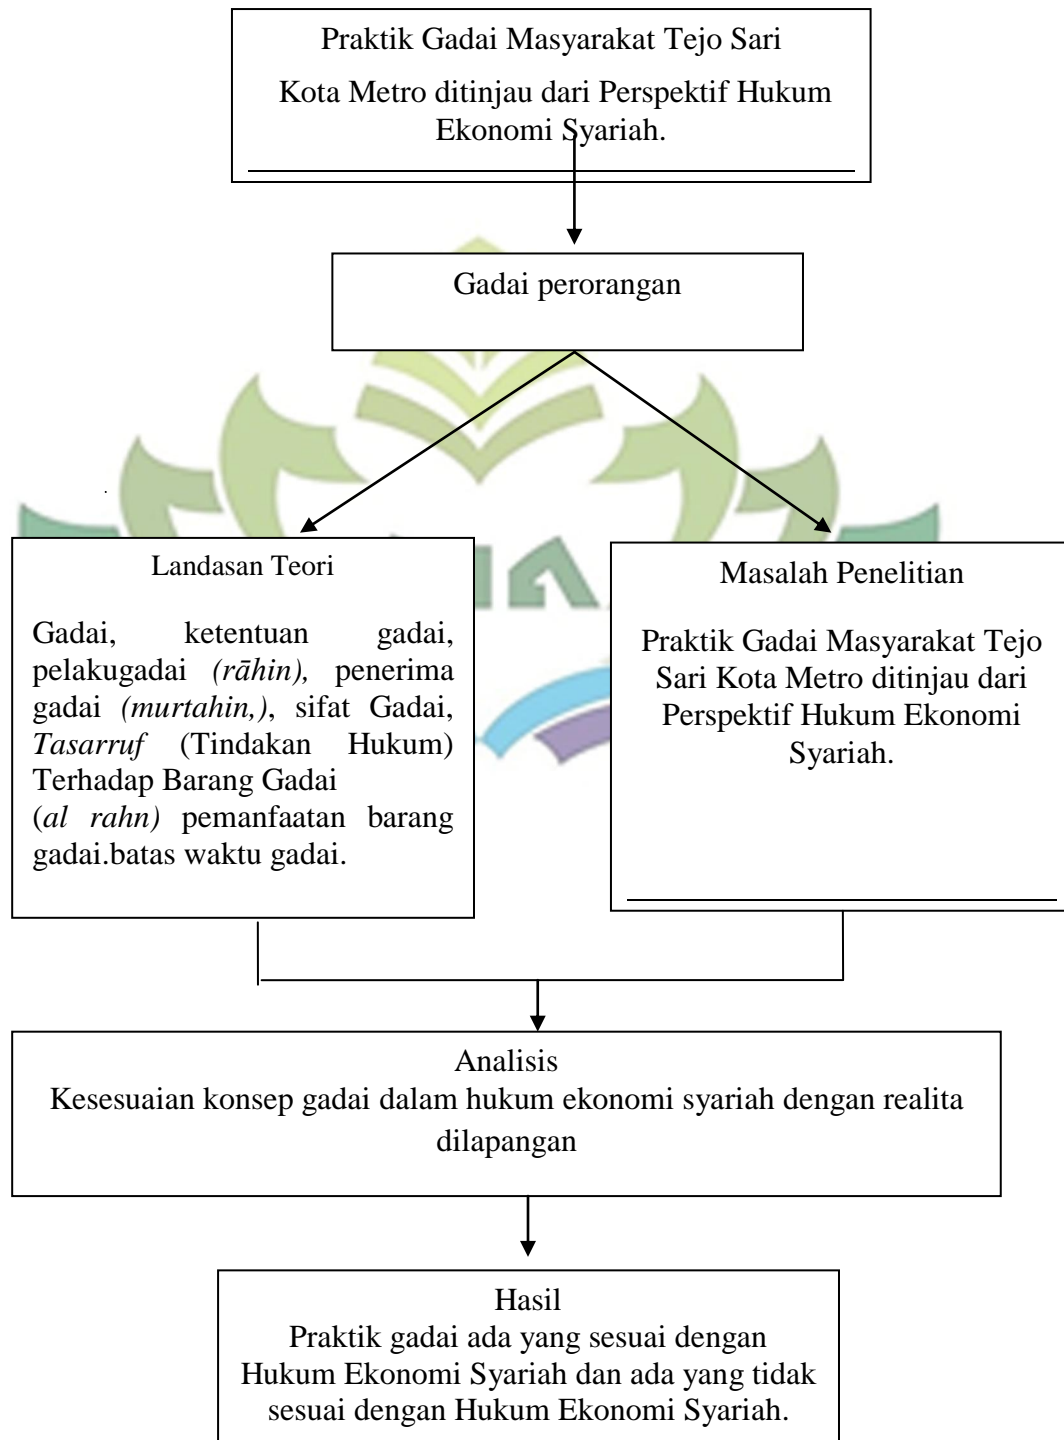 Praktik Gadai Masyarakat Tejo Sari
Kota Metro ditinjau dari Perspektif Hukum
Ekonomi Syariah.
Gadai perorangan
Landasan Teori
Gadai, ketentuan gadai,
pelakugadai (rāhin), penerima
gadai (murtahin,), sifat Gadai,
Tasarruf (Tindakan Hukum)
Terhadap Barang Gadai
(al rahn) pemanfaatan barang
gadai.batas waktu gadai.
Masalah Penelitian
Praktik Gadai Masyarakat Tejo
Sari Kota Metro ditinjau dari
Perspektif Hukum Ekonomi
Syariah.
Analisis
Kesesuaian konsep gadai dalam hukum ekonomi syariah dengan realita
dilapangan
Hasil
Praktik gadai ada yang sesuai dengan
Hukum Ekonomi Syariah dan ada yang tidak
sesuai dengan Hukum Ekonomi Syariah.